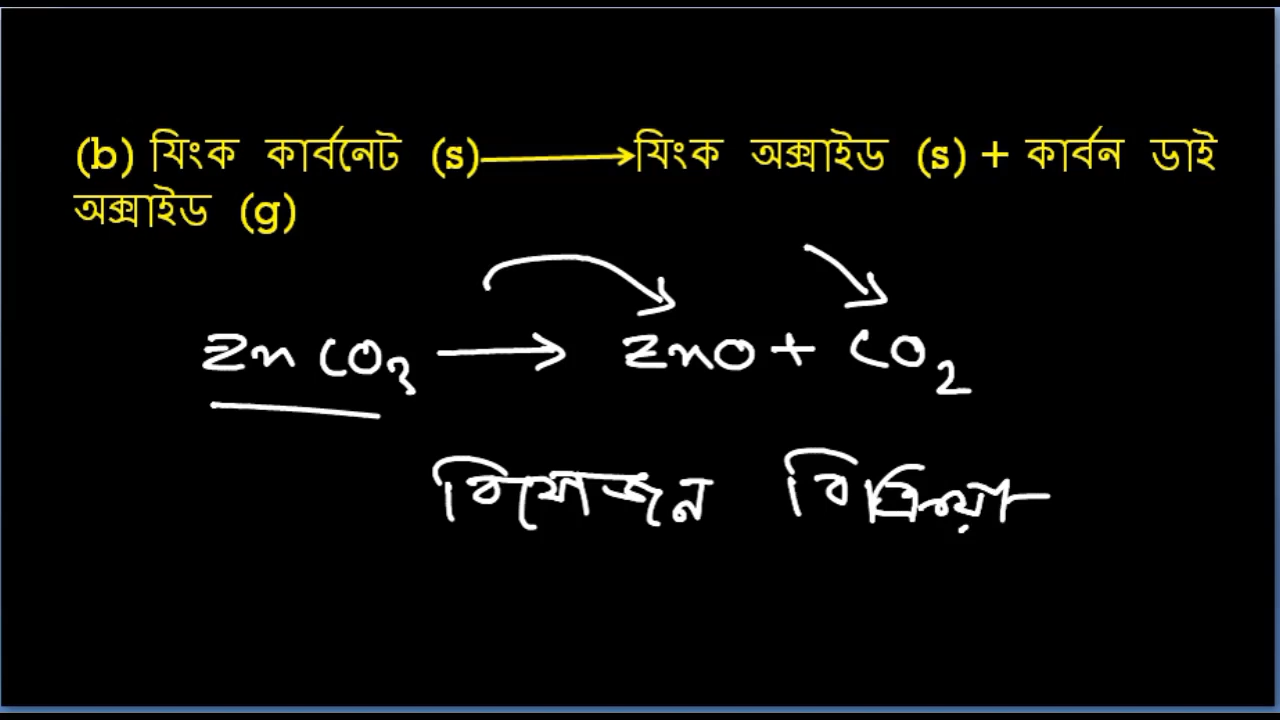 (b) যিংক কার্বনেট (s)⟶যিংক অক্সাইড (s) + কার্বন ডাই
অক্সাইড (g)
ZnCO₃ ⟶ ZnO + CO₂
বিযোজন বিক্রিয়া